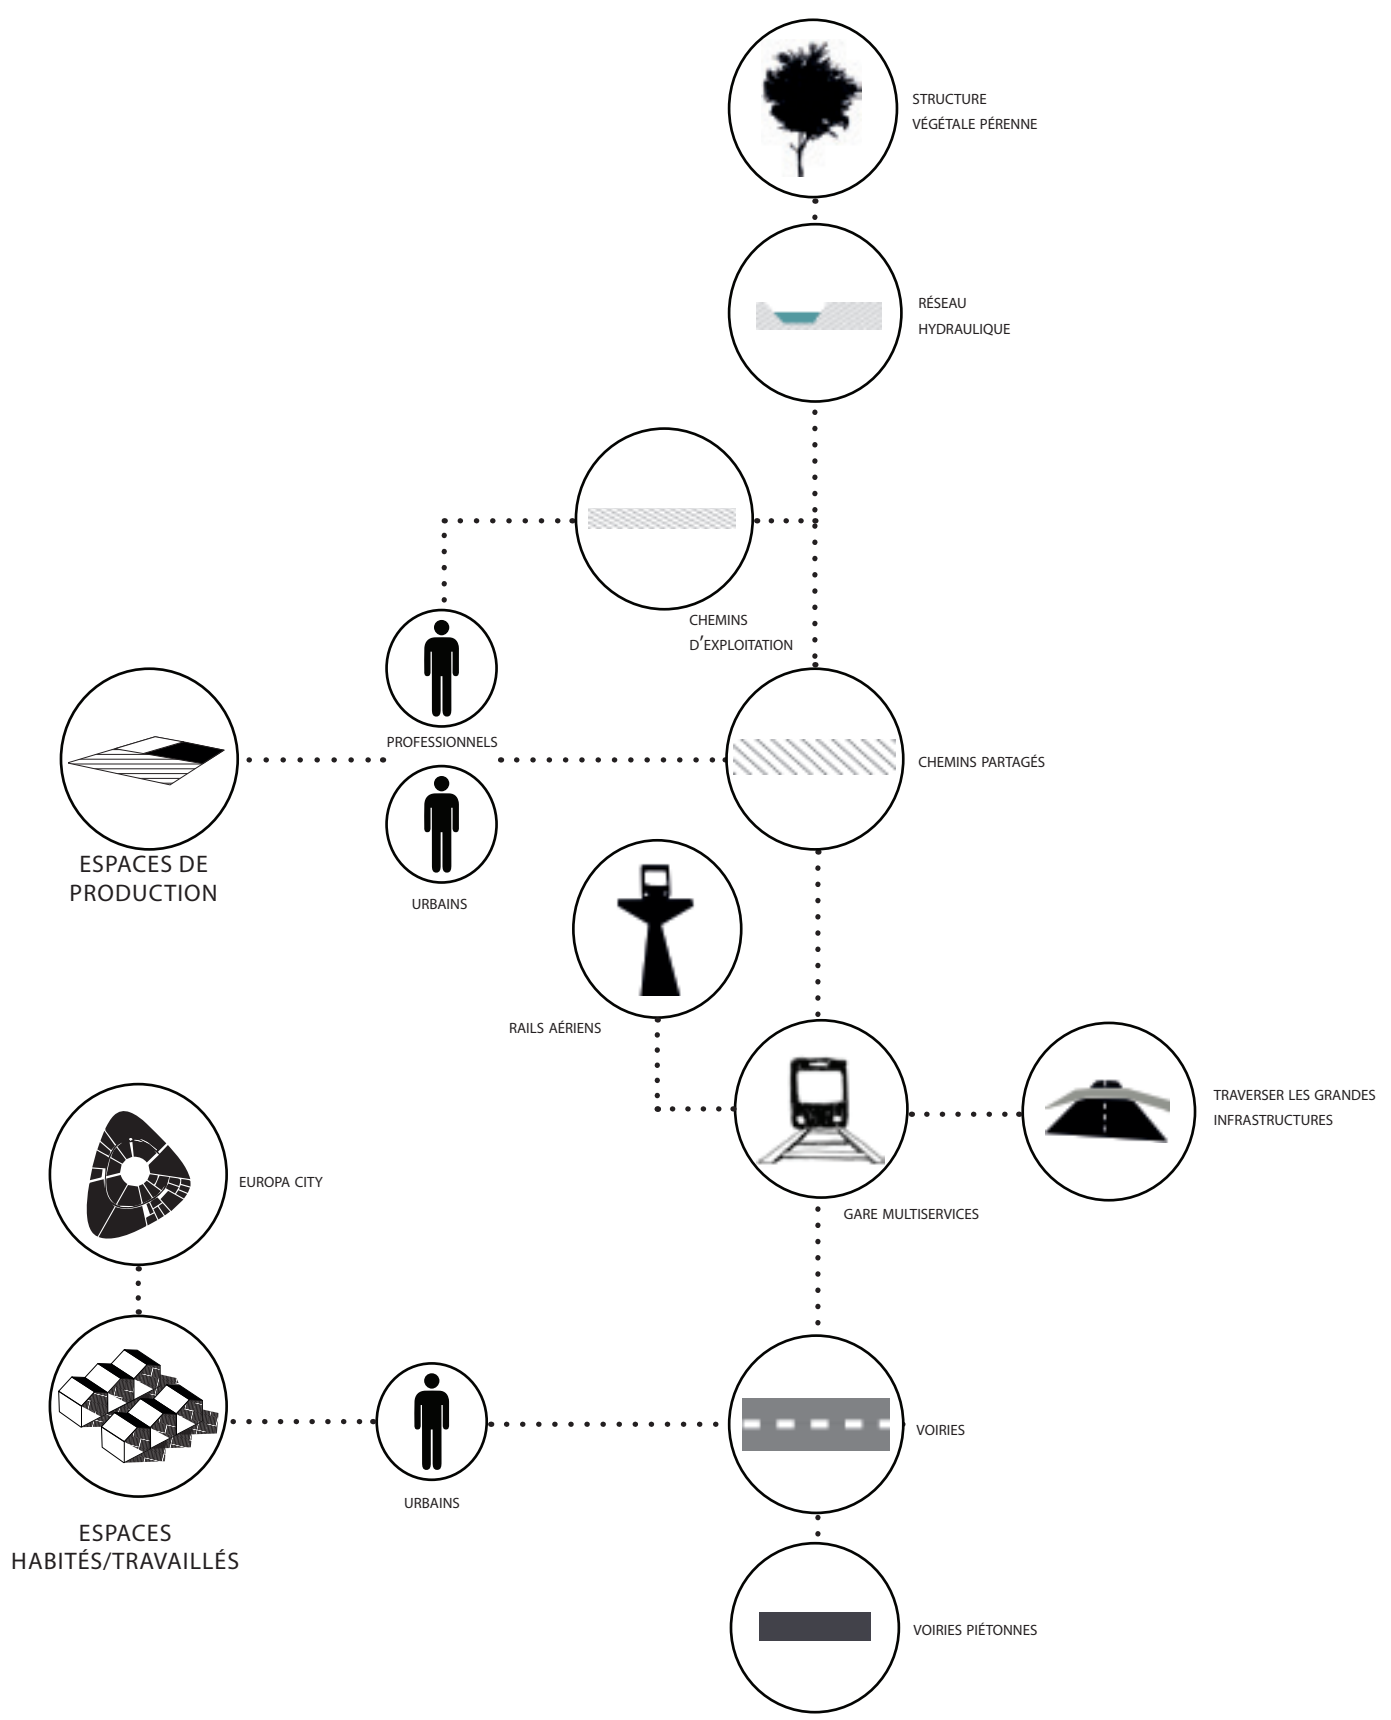 STRUCTURE
VÉGÉTALE PÉRENNE
RÉSEAU
HYDRAULIQUE
CHEMINS
D'EXPLOITATION
PROFESSIONNELS
CHEMINS PARTAGÉS
ESPACES DE
PRODUCTION
URBAINS
RAILS AÉRIENS
TRAVERSER LES GRANDES
INFRASTRUCTURES
EUROPA CITY
GARE MULTISERVICES
VOIRIES
URBAINS
ESPACES
HABITÉS/TRAVAILLÉS
VOIRIES PIÉTONNES